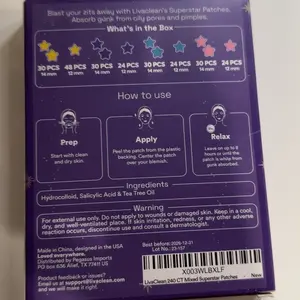 Blast your zits away with Livaclean's Superstar Patches.
Absorb gunk from oily pores and pimples.
What's in the Box
30 PCS 48 PCS 30 PCS 24 PCS 30 PCS 24 PCS 30 PCS 24 PCS
14 mm 12 mm 14 mm 12 mm 14 mm 12 mm 14 mm 12 mm
How to use
Prep
Start with clean
and dry skin.
Apply
Peel the patch from the plastic
backing. Center the patch
over your blemish.
Relax
Leave on up to 8
hours or until the
patch is white
from gunk
absorbed.
Ingredients
Hydrocolloid, Salicylic Acid & Tea Tree Oil
Warning
For external use only. Do not apply to wounds or damaged skin. Keep in a cool,
dry, and well-ventilated place. If skin irritation, redness, or any other adverse
reaction occurs, discontinue use and consult a dermatologist.
Made in China, designed in the USA
Loved everywhere.
Distributed by Pegasus Imports
PO Box 636 Alief, TX 77411 US
Product feedback or issues?
Email us at help@livaclean.com
Best before: 2026-12-31
Lot no.: 23-157
X003WLBXLF
LivaClean 240 CT Mixed Superstar Patches
New